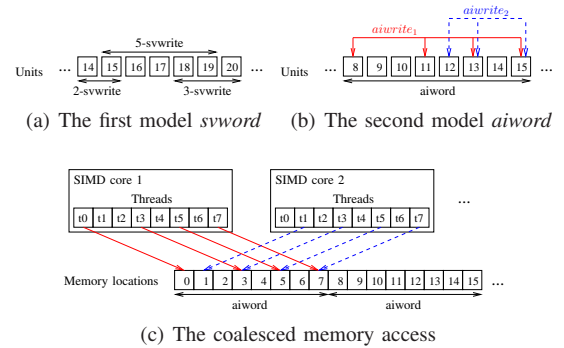 5-svwrite
Units ... 14 15 16 17 18 19 20 ...
2-svwrite 3-svwrite
(a) The first model svword
aiwrite2
aiwrite1
Units ... 8 9 10 11 12 13 14 15 ...
aiword
(b) The second model aiword
SIMD core 1
Threads
t0 t1 t2 t3 t4 t5 t6 t7
SIMD core 2
Threads
t0 t1 t2 t3 t4 t5 t6 t7
...
Memory locations 0 1 2 3 4 5 6 7 8 9 10 11 12 13 14 15 ...
aiword aiword
(c) The coalesced memory access